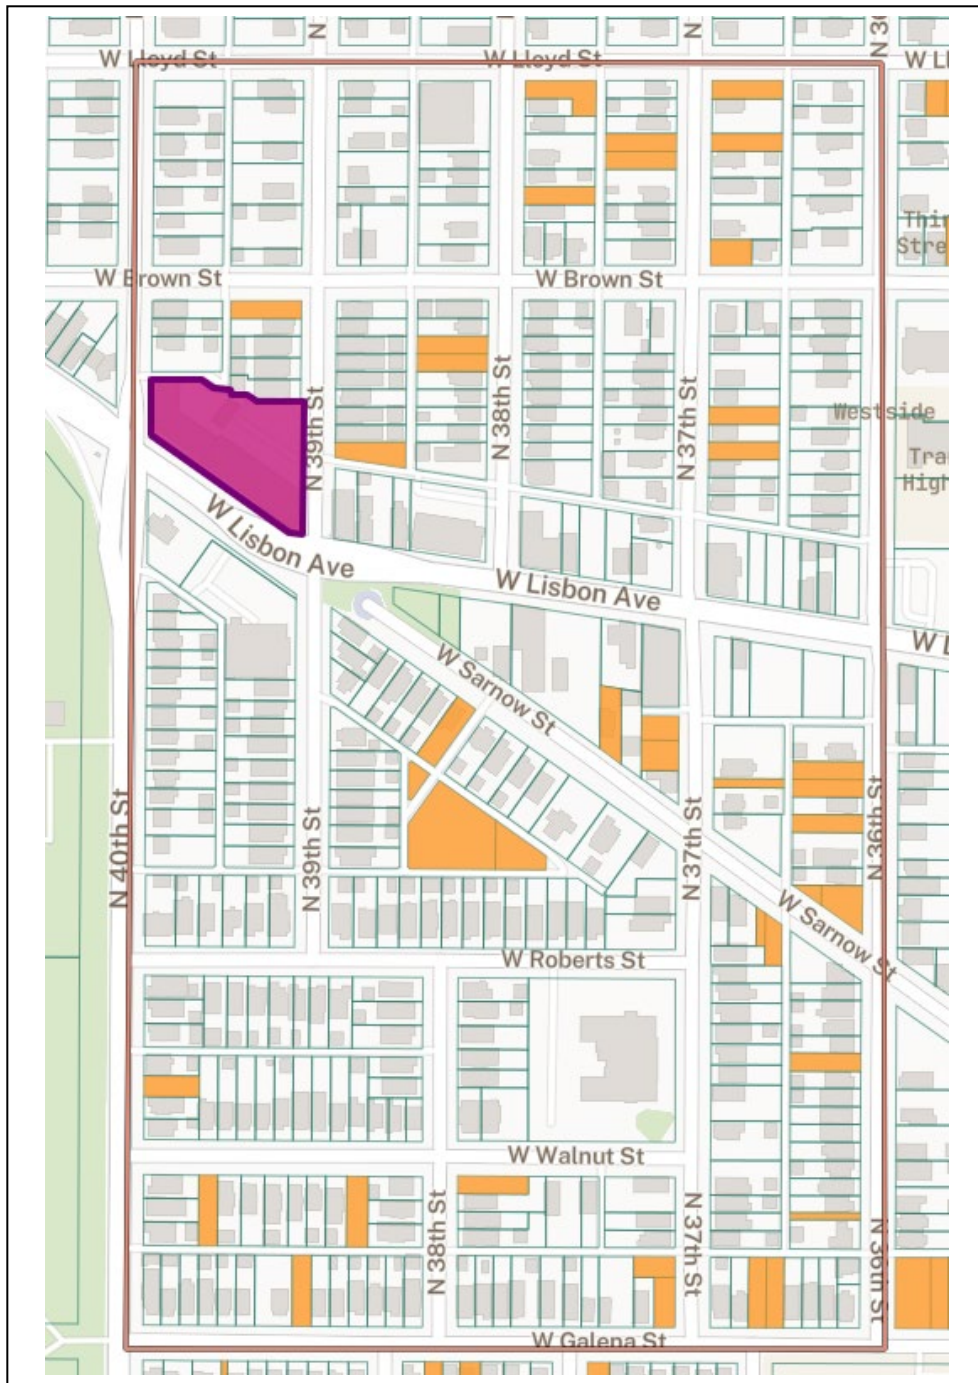 W Lloyd St
W Lloyd St
W Brown St
W Brown St
N 39th St
N 38th St
N 37th St
Westside
W Lisbon Ave
W Lisbon Ave
W Sarnow St
N 40th St
N 39th St
N 37th St
N 36th St
W Sarnow St
W Roberts St
W Walnut St
N 38th St
N 37th St
N 36th St
W Galena St